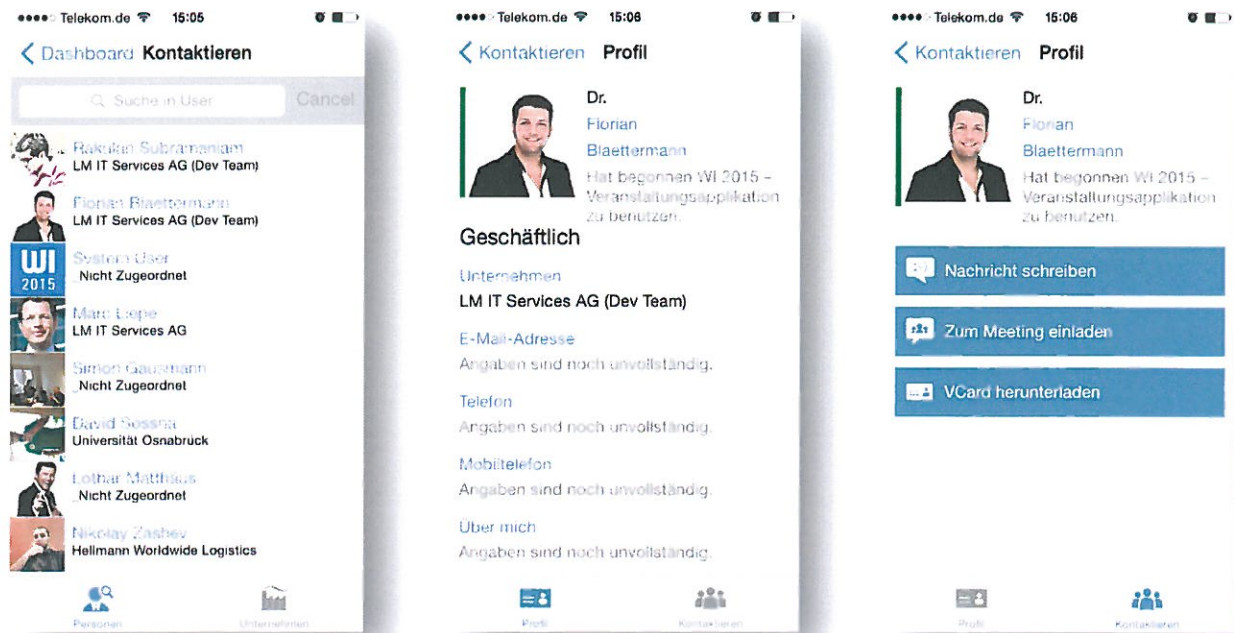 Telekom.de 15:05
Dashboard Kontaktieren
Suche in User Cancel
Rakulan Subramaniam
LM IT Services AG (Dev Team)
Florian Blaettermann
LM IT Services AG (Dev Team)
WI
2015
System User
_Nicht Zugeordnet
Marc Liepe
LM IT Services AG
Simon Gausmann
_Nicht Zugeordnet
David Sossna
Universität Osnabrück
Lothar Matthäus
_Nicht Zugeordnet
Nikolay Zashev
Hellmann Worldwide Logistics
Personen Unternehmen
Telekom.de 15:06
Kontaktieren Profil
Dr.
Florian
Blaettermann
Hat begonnen WI 2015 –
Veranstaltungsapplikation
zu benutzen.
Geschäftlich
Unternehmen
LM IT Services AG (Dev Team)
E-Mail-Adresse
Angaben sind noch unvollständig.
Telefon
Angaben sind noch unvollständig.
Mobiltelefon
Angaben sind noch unvollständig.
Über mich
Angaben sind noch unvollständig.
Profil Kontaktieren
Telekom.de 15:06
Kontaktieren Profil
Dr.
Florian
Blaettermann
Hat begonnen WI 2015 –
Veranstaltungsapplikation
zu benutzen.
Nachricht schreiben
Zum Meeting einladen
VCard herunterladen
Profil Kontaktieren